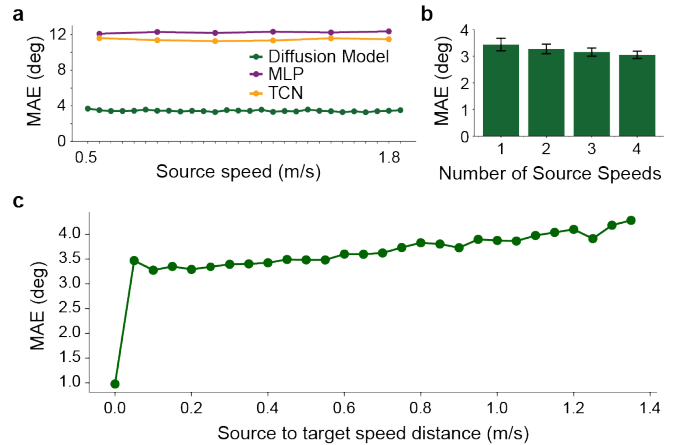 a
MAE (deg)
12
8
4
0
Diffusion Model
MLP
TCN
0.5
1.8
Source speed (m/s)
b
MAE (deg)
4
3
2
1
0
1 2 3 4
Number of Source Speeds
c
MAE (deg)
4.0
3.5
3.0
2.5
2.0
1.5
1.0
0.0 0.2 0.4 0.6 0.8 1.0 1.2 1.4
Source to target speed distance (m/s)